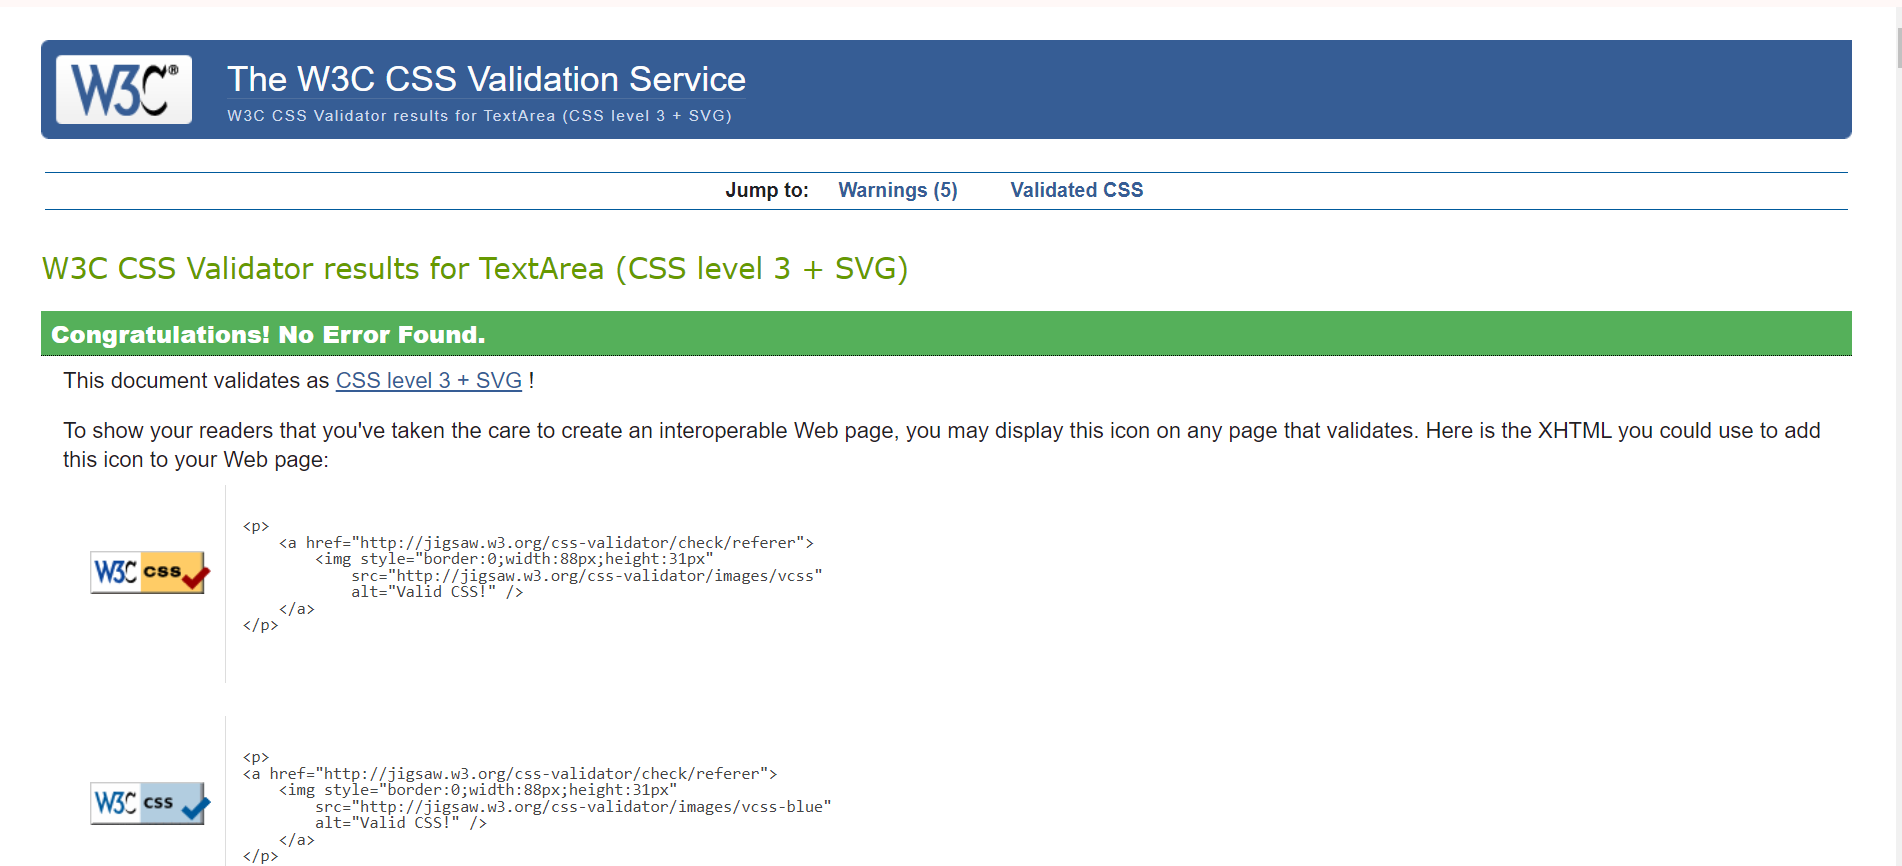 W3C®
The W3C CSS Validation Service
W3C CSS Validator results for TextArea (CSS level 3 + SVG)
Jump to: Warnings (5) Validated CSS
W3C CSS Validator results for TextArea (CSS level 3 + SVG)
Congratulations! No Error Found.
This document validates as CSS level 3 + SVG !
To show your readers that you've taken the care to create an interoperable Web page, you may display this icon on any page that validates. Here is the XHTML you could use to add
this icon to your Web page:
W3C css
<p>
    <a href="http://jigsaw.w3.org/css-validator/check/referer">
        <img style="border:0;width:88px;height:31px"
            src="http://jigsaw.w3.org/css-validator/images/vcss"
            alt="Valid CSS!" />
    </a>
</p>
W3C css
<p>
<a href="http://jigsaw.w3.org/css-validator/check/referer">
    <img style="border:0;width:88px;height:31px"
        src="http://jigsaw.w3.org/css-validator/images/vcss-blue"
        alt="Valid CSS!" />
    </a>
</p>